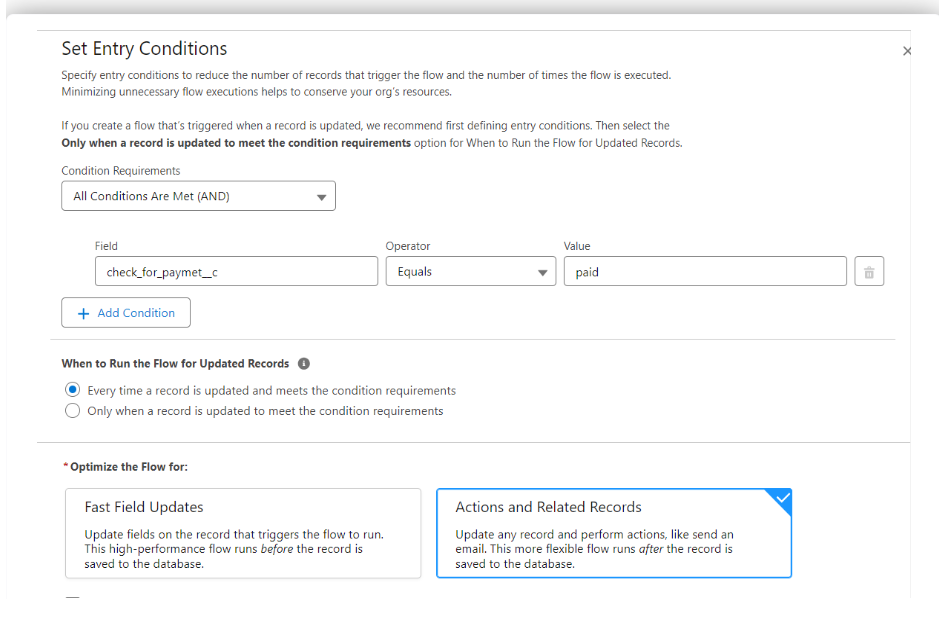 Set Entry Conditions
Specify entry conditions to reduce the number of records that trigger the flow and the number of times the flow is executed.
Minimizing unnecessary flow executions helps to conserve your org's resources.
If you create a flow that's triggered when a record is updated, we recommend first defining entry conditions. Then select the
Only when a record is updated to meet the condition requirements option for When to Run the Flow for Updated Records.
Condition Requirements
All Conditions Are Met (AND)
Field Operator Value
check_for_paymet__c Equals paid
+ Add Condition
When to Run the Flow for Updated Records
Every time a record is updated and meets the condition requirements
Only when a record is updated to meet the condition requirements
* Optimize the Flow for:
Fast Field Updates
Update fields on the record that triggers the flow to run.
This high-performance flow runs before the record is
saved to the database.
Actions and Related Records
Update any record and perform actions, like send an
email. This more flexible flow runs after the record is
saved to the database.